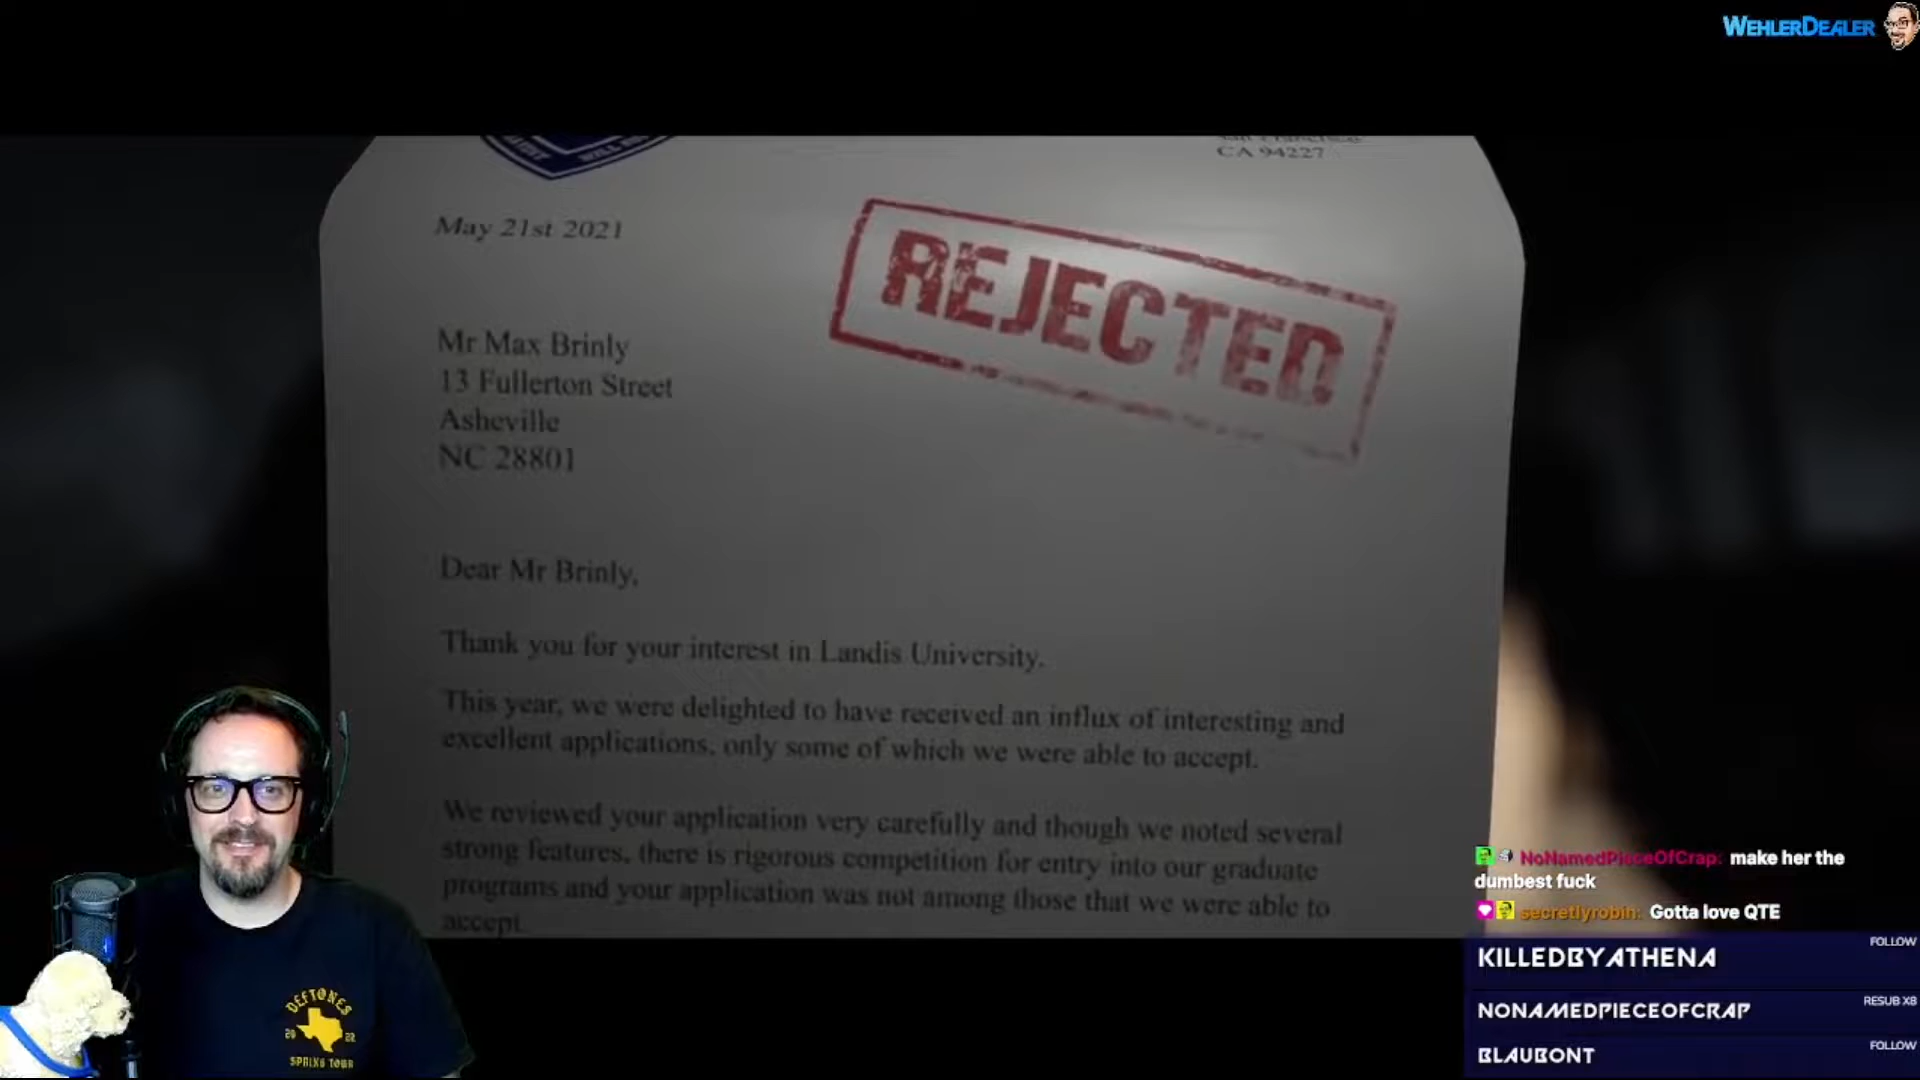 WEHLERDEALER
CA 94227
May 21st 2021
REJECTED
Mr Max Brinly
13 Fullerton Street
Asheville
NC 28801
Dear Mr Brinly,
Thank you for your interest in Landis University.
This year, we were delighted to have received an influx of interesting and
excellent applications, only some of which we were able to accept.
We reviewed your application very carefully and though we noted several
strong features, there is rigorous competition for entry into our graduate
programs and your application was not among those that we were able to
accept.
DEFTONES
20 22
SPRING TOUR
NoNamedPieceOfCrap: make her the
dumbest fuck
secretlyrobin: Gotta love QTE
KILLEDBYATHENA FOLLOW
NONAMEDPIECEOFCRAP RESUB X8
BLAUBONT FOLLOW